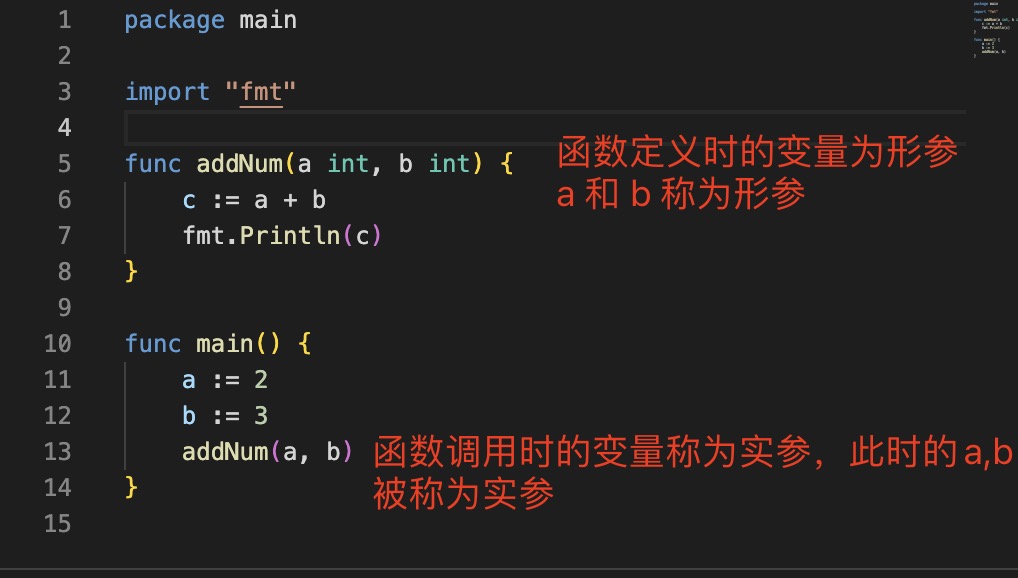 1 package main
2
3 import "fmt"
4
5 func addNum(a int, b int) { 函数定义时的变量为形参
a 和 b 称为形参
6 c := a + b
7 fmt.Println(c)
8 }
9
10 func main() {
11 a := 2
12 b := 3
13 addNum(a, b) 函数调用时的变量称为实参，此时的a,b
14 }
被称为实参
15